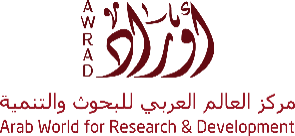 AWRAD
أوراد
مركز العالم العربي للبحوث والتنمية
Arab World for Research & Development